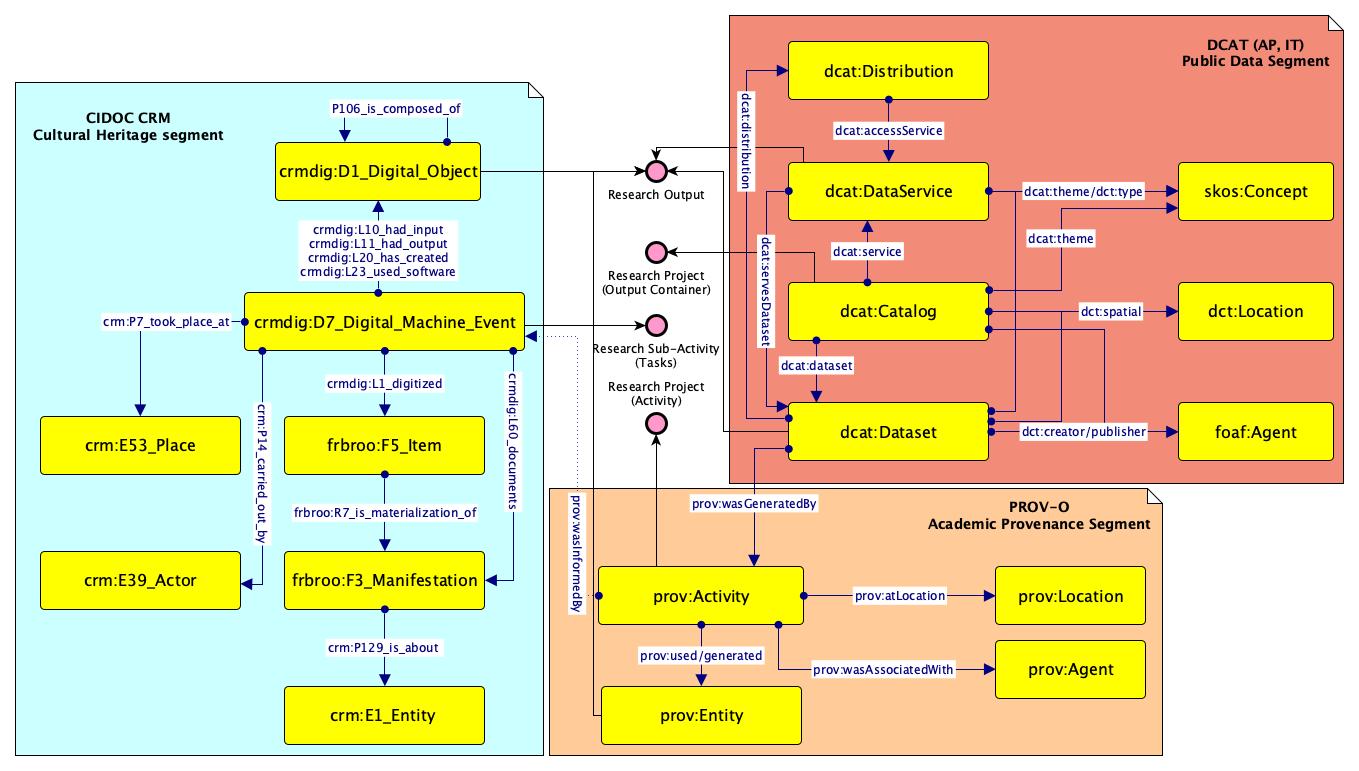 CIDOC CRM
Cultural Heritage segment
P106_is_composed_of
crmdig:D1_Digital_Object
crmdig:L10_had_input
crmdig:L11_had_output
crmdig:L20_has_created
crmdig:L23_used_software
crm:P7_took_place_at
crmdig:D7_Digital_Machine_Event
crmdig:L1_digitized
crmdig:L60_documents
crm:P14_carried_out_by
crm:E53_Place
frbroo:F5_Item
frbroo:R7_is_materialization_of
crm:E39_Actor
frbroo:F3_Manifestation
crm:P129_is_about
crm:E1_Entity
Research Output
Research Project
(Output Container)
Research Sub-Activity
(Tasks)
Research Project
(Activity)
DCAT (AP, IT)
Public Data Segment
dcat:Distribution
dcat:distribution
dcat:accessService
dcat:DataService
dcat:theme/dct:type
skos:Concept
dcat:servesDataset
dcat:service
dcat:theme
dcat:Catalog
dct:spatial
dct:Location
dcat:dataset
dcat:Dataset
dct:creator/publisher
foaf:Agent
PROV-O
Academic Provenance Segment
prov:wasGeneratedBy
prov:wasInformedBy
prov:Activity
prov:atLocation
prov:Location
prov:used/generated
prov:wasAssociatedWith
prov:Agent
prov:Entity